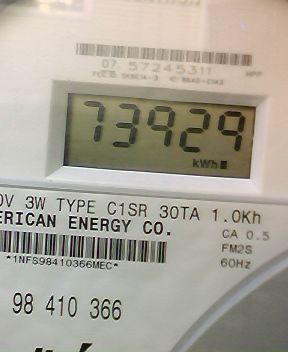 07 57245311
HPP
73929
kWh
0V 3W TYPE C1SR 30TA 1.0Kh
ERICAN ENERGY CO.
CA 0.5
FM2S
*1NFS98410366MEC*
60Hz
98 410 366